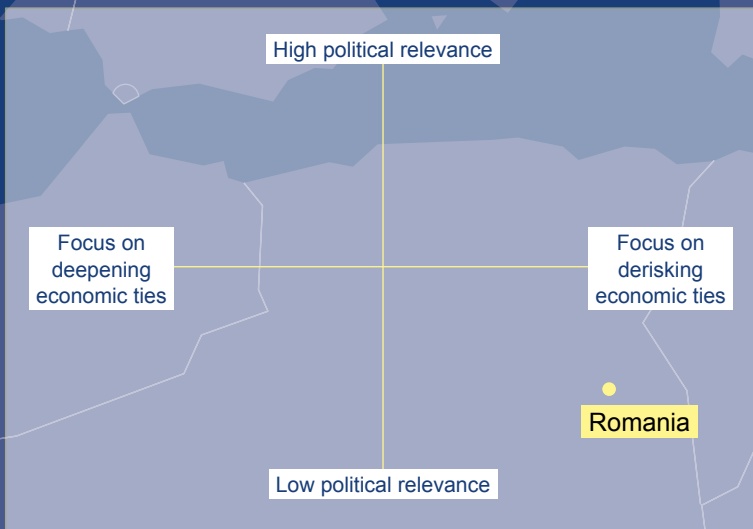 High political relevance
Focus on
deepening
economic ties
Focus on
derisking
economic ties
Romania
Low political relevance